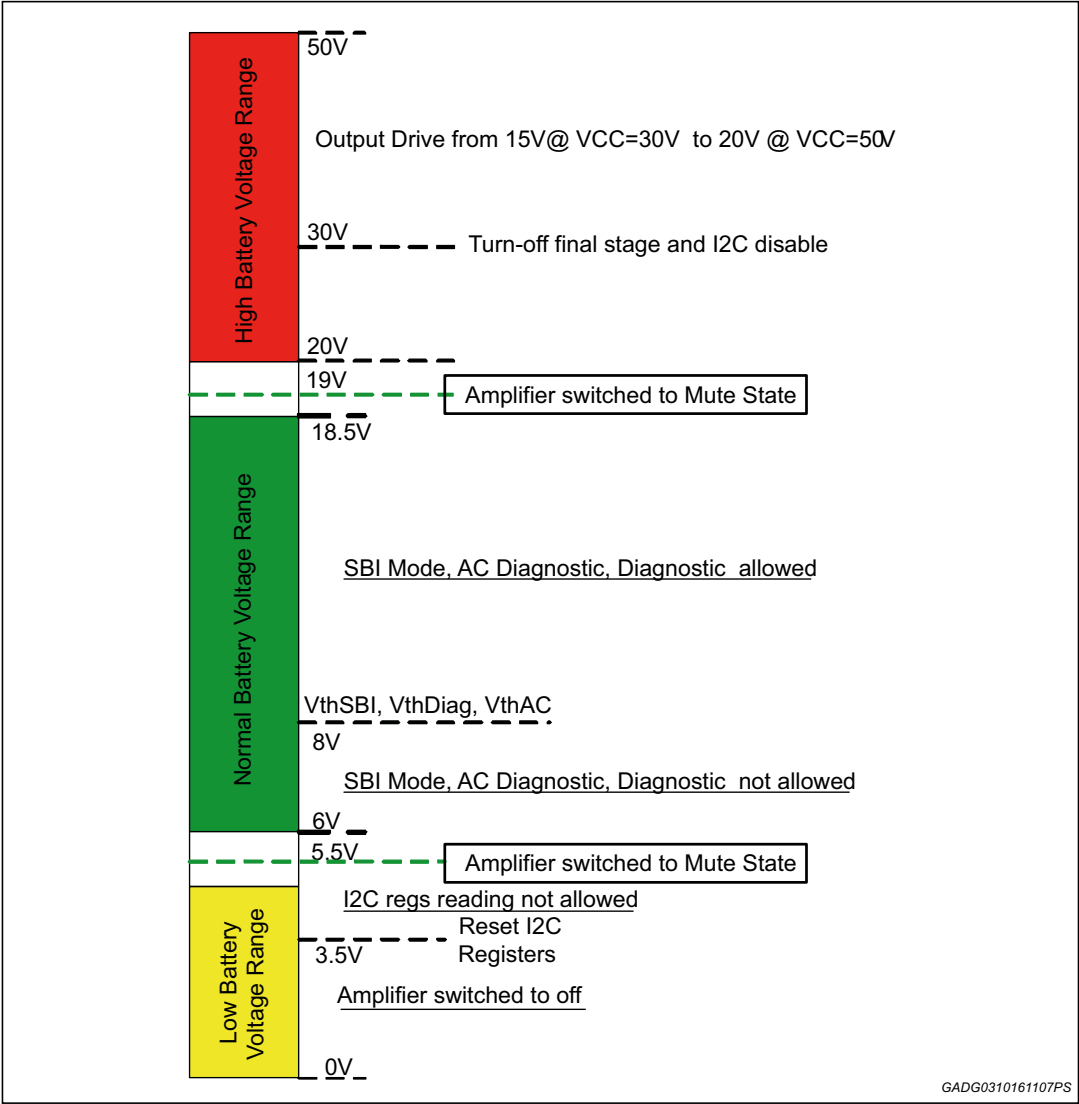 50V
High Battery Voltage Range
Output Drive from 15V@ VCC=30V to 20V @ VCC=50V
30V
Turn-off final stage and I2C disable
20V
19V
Amplifier switched to Mute State
18.5V
Normal Battery Voltage Range
SBI Mode, AC Diagnostic, Diagnostic allowed
VthSBI, VthDiag, VthAC
8V
SBI Mode, AC Diagnostic, Diagnostic not allowed
6V
5.5V
Amplifier switched to Mute State
Low Battery
Voltage Range
I2C regs reading not allowed
Reset I2C
3.5V
Registers
Amplifier switched to off
0V
GADG0310161107PS